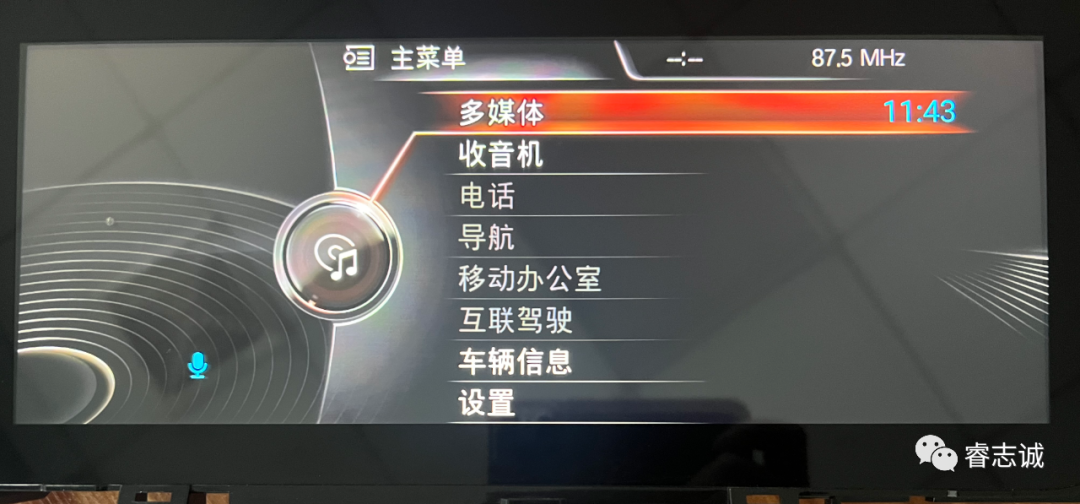 主菜单 --:-- 87.5 MHz
多媒体 11:43
收音机
电话
导航
移动办公室
互联驾驶
车辆信息
设置
睿志诚